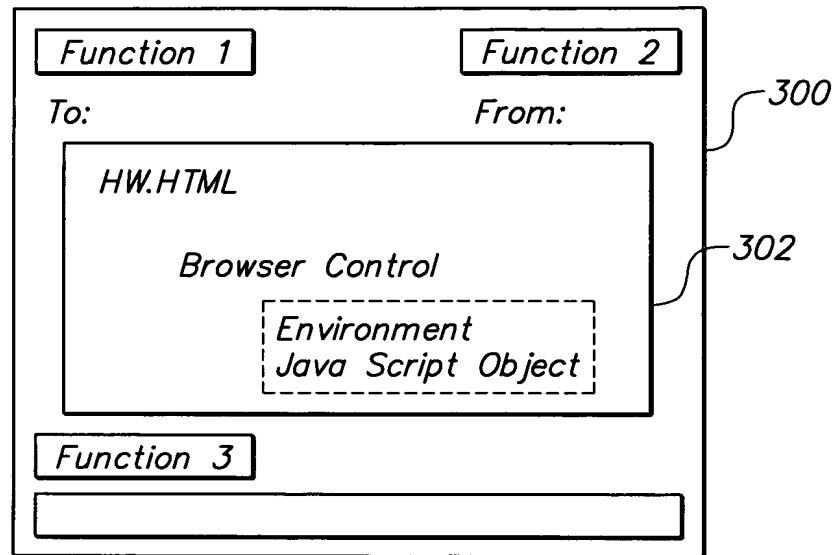 Function 1 Function 2
To: From:
300
HW.HTML
302
Browser Control
Environment
Java Script Object
Function 3